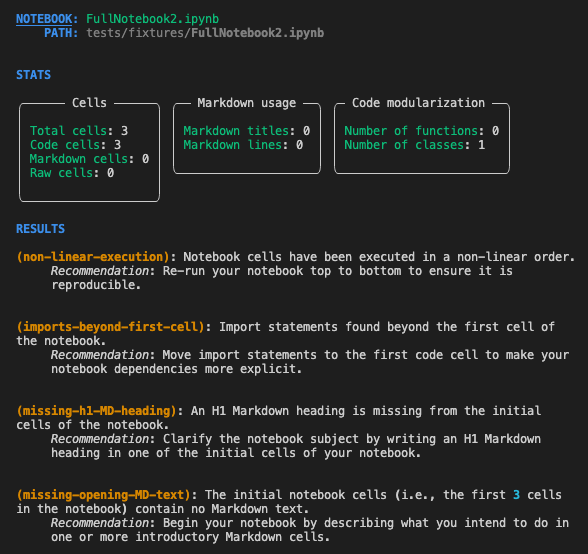 NOTEBOOK: FullNotebook2.ipynb
PATH: tests/fixtures/FullNotebook2.ipynb
STATS
Cells
Total cells: 3
Code cells: 3
Markdown cells: 0
Raw cells: 0
Markdown usage
Markdown titles: 0
Markdown lines: 0
Code modularization
Number of functions: 0
Number of classes: 1
RESULTS
(non-linear-execution): Notebook cells have been executed in a non-linear order.
Recommendation: Re-run your notebook top to bottom to ensure it is
reproducible.
(imports-beyond-first-cell): Import statements found beyond the first cell of
the notebook.
Recommendation: Move import statements to the first code cell to make your
notebook dependencies more explicit.
(missing-h1-MD-heading): An H1 Markdown heading is missing from the initial
cells of the notebook.
Recommendation: Clarify the notebook subject by writing an H1 Markdown
heading in one of the initial cells of your notebook.
(missing-opening-MD-text): The initial notebook cells (i.e., the first 3 cells
in the notebook) contain no Markdown text.
Recommendation: Begin your notebook by describing what you intend to do in
one or more introductory Markdown cells.